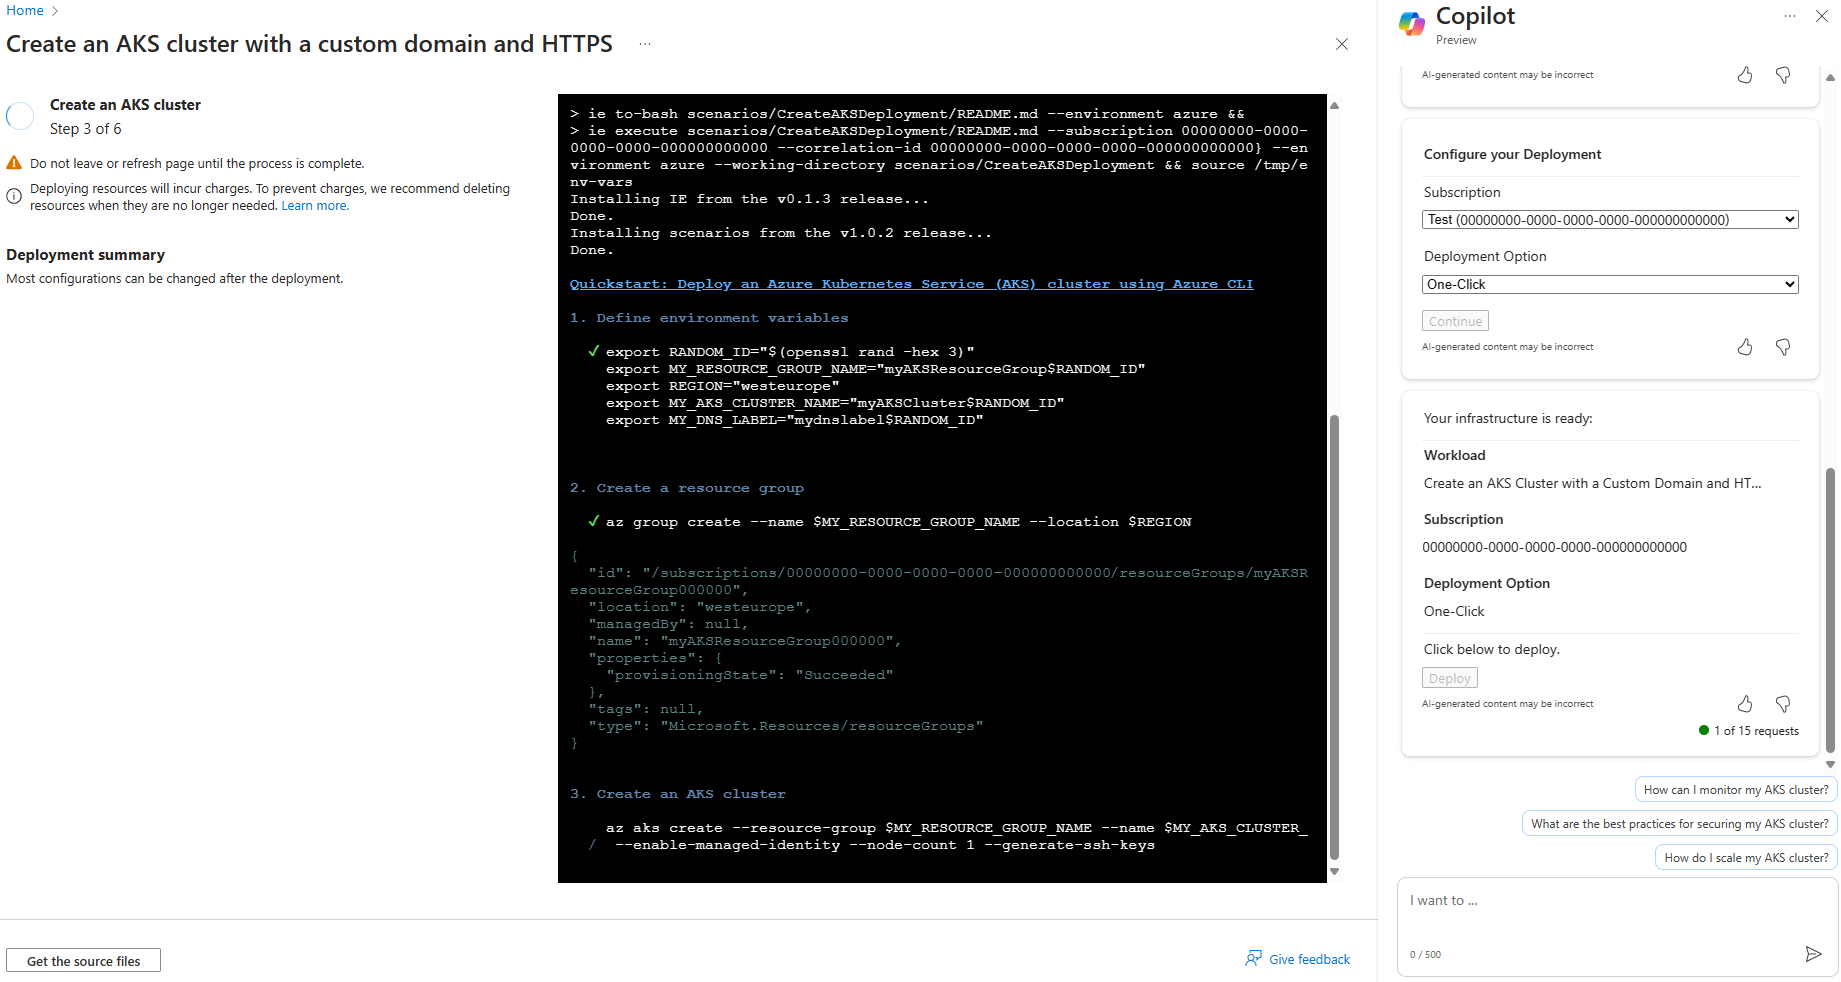 Home
Create an AKS cluster with a custom domain and HTTPS
Create an AKS cluster
Step 3 of 6
Do not leave or refresh page until the process is complete.
Deploying resources will incur charges. To prevent charges, we recommend deleting
resources when they are no longer needed. Learn more.
Deployment summary
Most configurations can be changed after the deployment.
> ie to-bash scenarios/CreateAKSDeployment/README.md --environment azure &&
> ie execute scenarios/CreateAKSDeployment/README.md --subscription 00000000-0000-
0000-0000-000000000000 --correlation-id 00000000-0000-0000-0000-000000000000} --en
vironment azure --working-directory scenarios/CreateAKSDeployment && source /tmp/e
nv-vars
Installing IE from the v0.1.3 release...
Done.
Installing scenarios from the v1.0.2 release...
Done.
Quickstart: Deploy an Azure Kubernetes Service (AKS) cluster using Azure CLI
1. Define environment variables
✓ export RANDOM_ID="$(openssl rand -hex 3)"
export MY_RESOURCE_GROUP_NAME="myAKSResourceGroup$RANDOM_ID"
export REGION="westeurope"
export MY_AKS_CLUSTER_NAME="myAKSCluster$RANDOM_ID"
export MY_DNS_LABEL="mydnslabel$RANDOM_ID"
2. Create a resource group
✓ az group create --name $MY_RESOURCE_GROUP_NAME --location $REGION
{
"id": "/subscriptions/00000000-0000-0000-0000-000000000000/resourceGroups/myAKSR
esourceGroup000000",
"location": "westeurope",
"managedBy": null,
"name": "myAKSResourceGroup000000",
"properties": {
"provisioningState": "Succeeded"
},
"tags": null,
"type": "Microsoft.Resources/resourceGroups"
}
3. Create an AKS cluster
az aks create --resource-group $MY_RESOURCE_GROUP_NAME --name $MY_AKS_CLUSTER_
/ --enable-managed-identity --node-count 1 --generate-ssh-keys
Get the source files
Give feedback
Copilot
Preview
AI-generated content may be incorrect
Configure your Deployment
Subscription
Test (00000000-0000-0000-0000-000000000000)
Deployment Option
One-Click
Continue
AI-generated content may be incorrect
Your infrastructure is ready:
Workload
Create an AKS Cluster with a Custom Domain and HT...
Subscription
00000000-0000-0000-0000-000000000000
Deployment Option
One-Click
Click below to deploy.
Deploy
AI-generated content may be incorrect
1 of 15 requests
How can I monitor my AKS cluster?
What are the best practices for securing my AKS cluster?
How do I scale my AKS cluster?
I want to ...
0 / 500